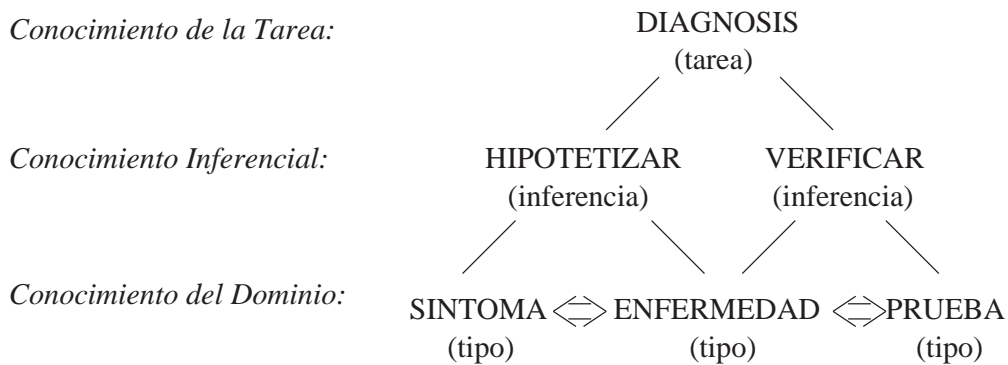 Conocimiento de la Tarea:
DIAGNOSIS
(tarea)
Conocimiento Inferencial:
HIPOTETIZAR
VERIFICAR
(inferencia)
(inferencia)
Conocimiento del Dominio:
SINTOMA
ENFERMEDAD
PRUEBA
(tipo)
(tipo)
(tipo)